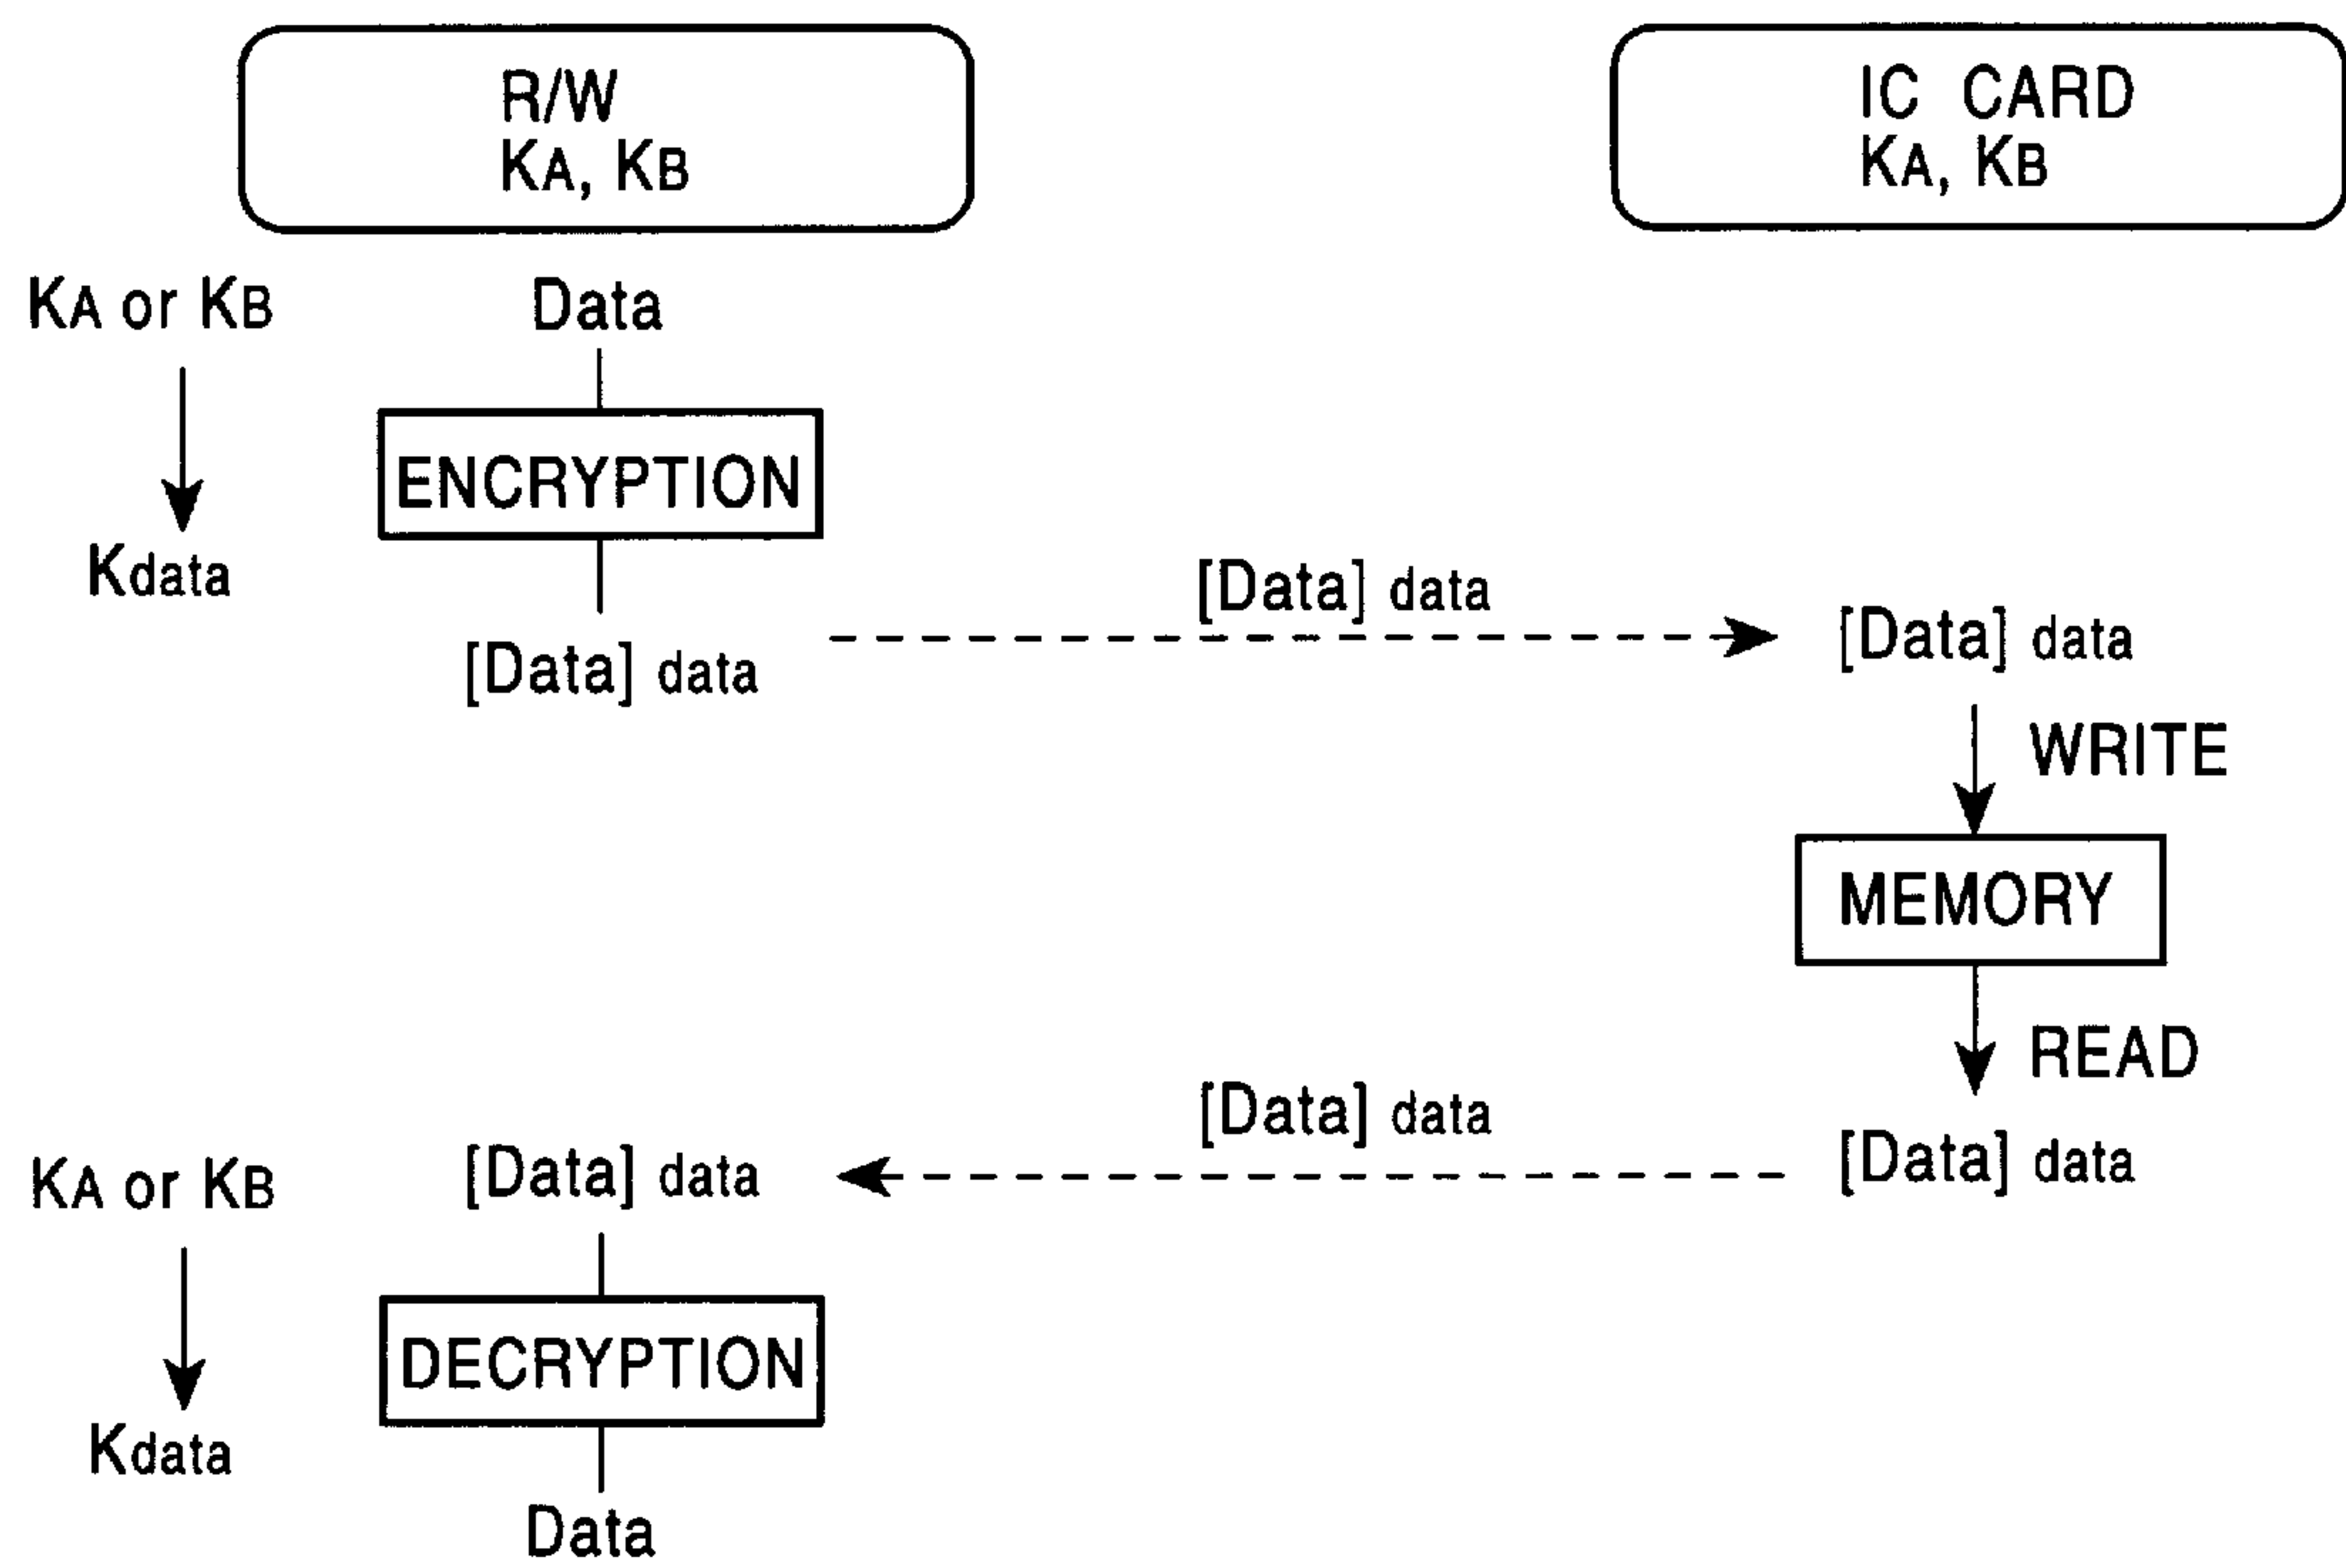 R/W
KA, KB
IC CARD
KA, KB
KA or KB
Data
ENCRYPTION
Kdata
[Data] data
[Data] data
[Data] data
WRITE
MEMORY
READ
[Data] data
[Data] data
[Data] data
KA or KB
DECRYPTION
Kdata
Data